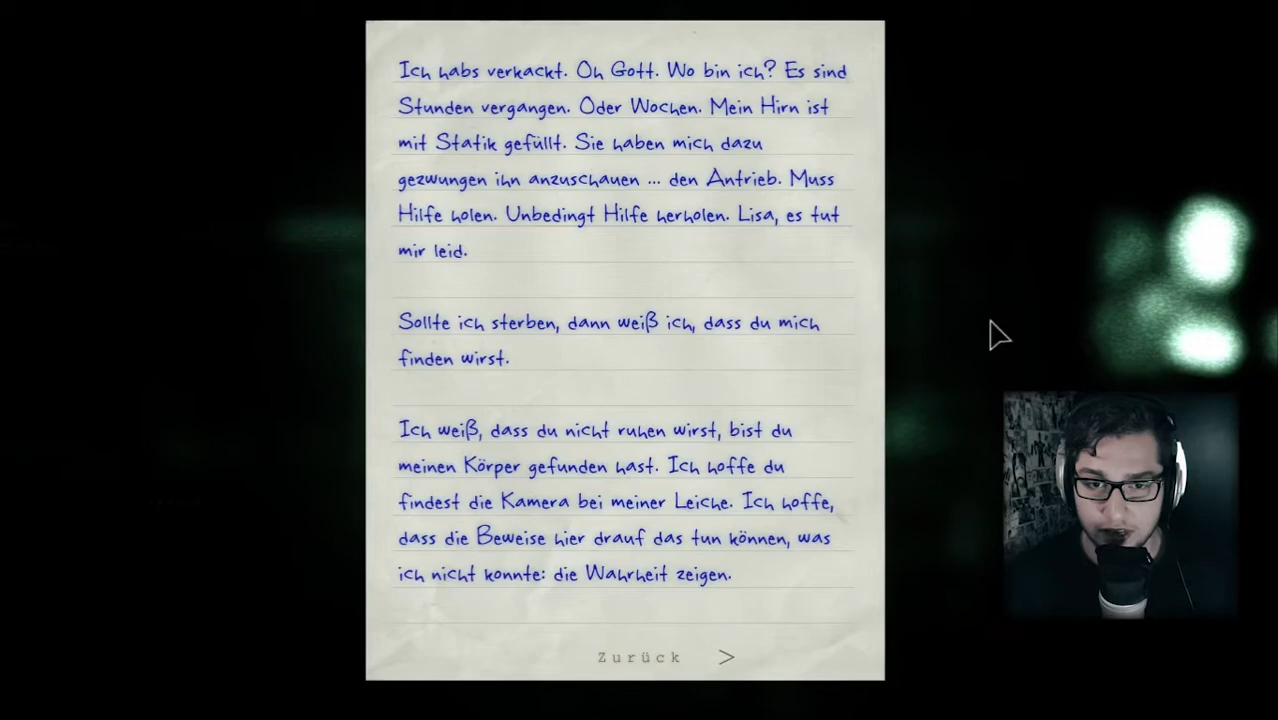 Ich habs verkackt. Oh Gott. Wo bin ich? Es sind
Stunden vergangen. Oder Wochen. Mein Hirn ist
mit Statik gefüllt. Sie haben mich dazu
gezwungen ihn anzuschauen ... den Antrieb. Muss
Hilfe holen. Unbedingt Hilfe herholen. Lisa, es tut
mir leid.
Sollte ich sterben, dann weiß ich, dass du mich
finden wirst.
Ich weiß, dass du nicht ruhen wirst, bist du
meinen Körper gefunden hast. Ich hoffe du
findest die Kamera bei meiner Leiche. Ich hoffe,
dass die Beweise hier drauf das tun können, was
ich nicht konnte: die Wahrheit zeigen.
Zurück >